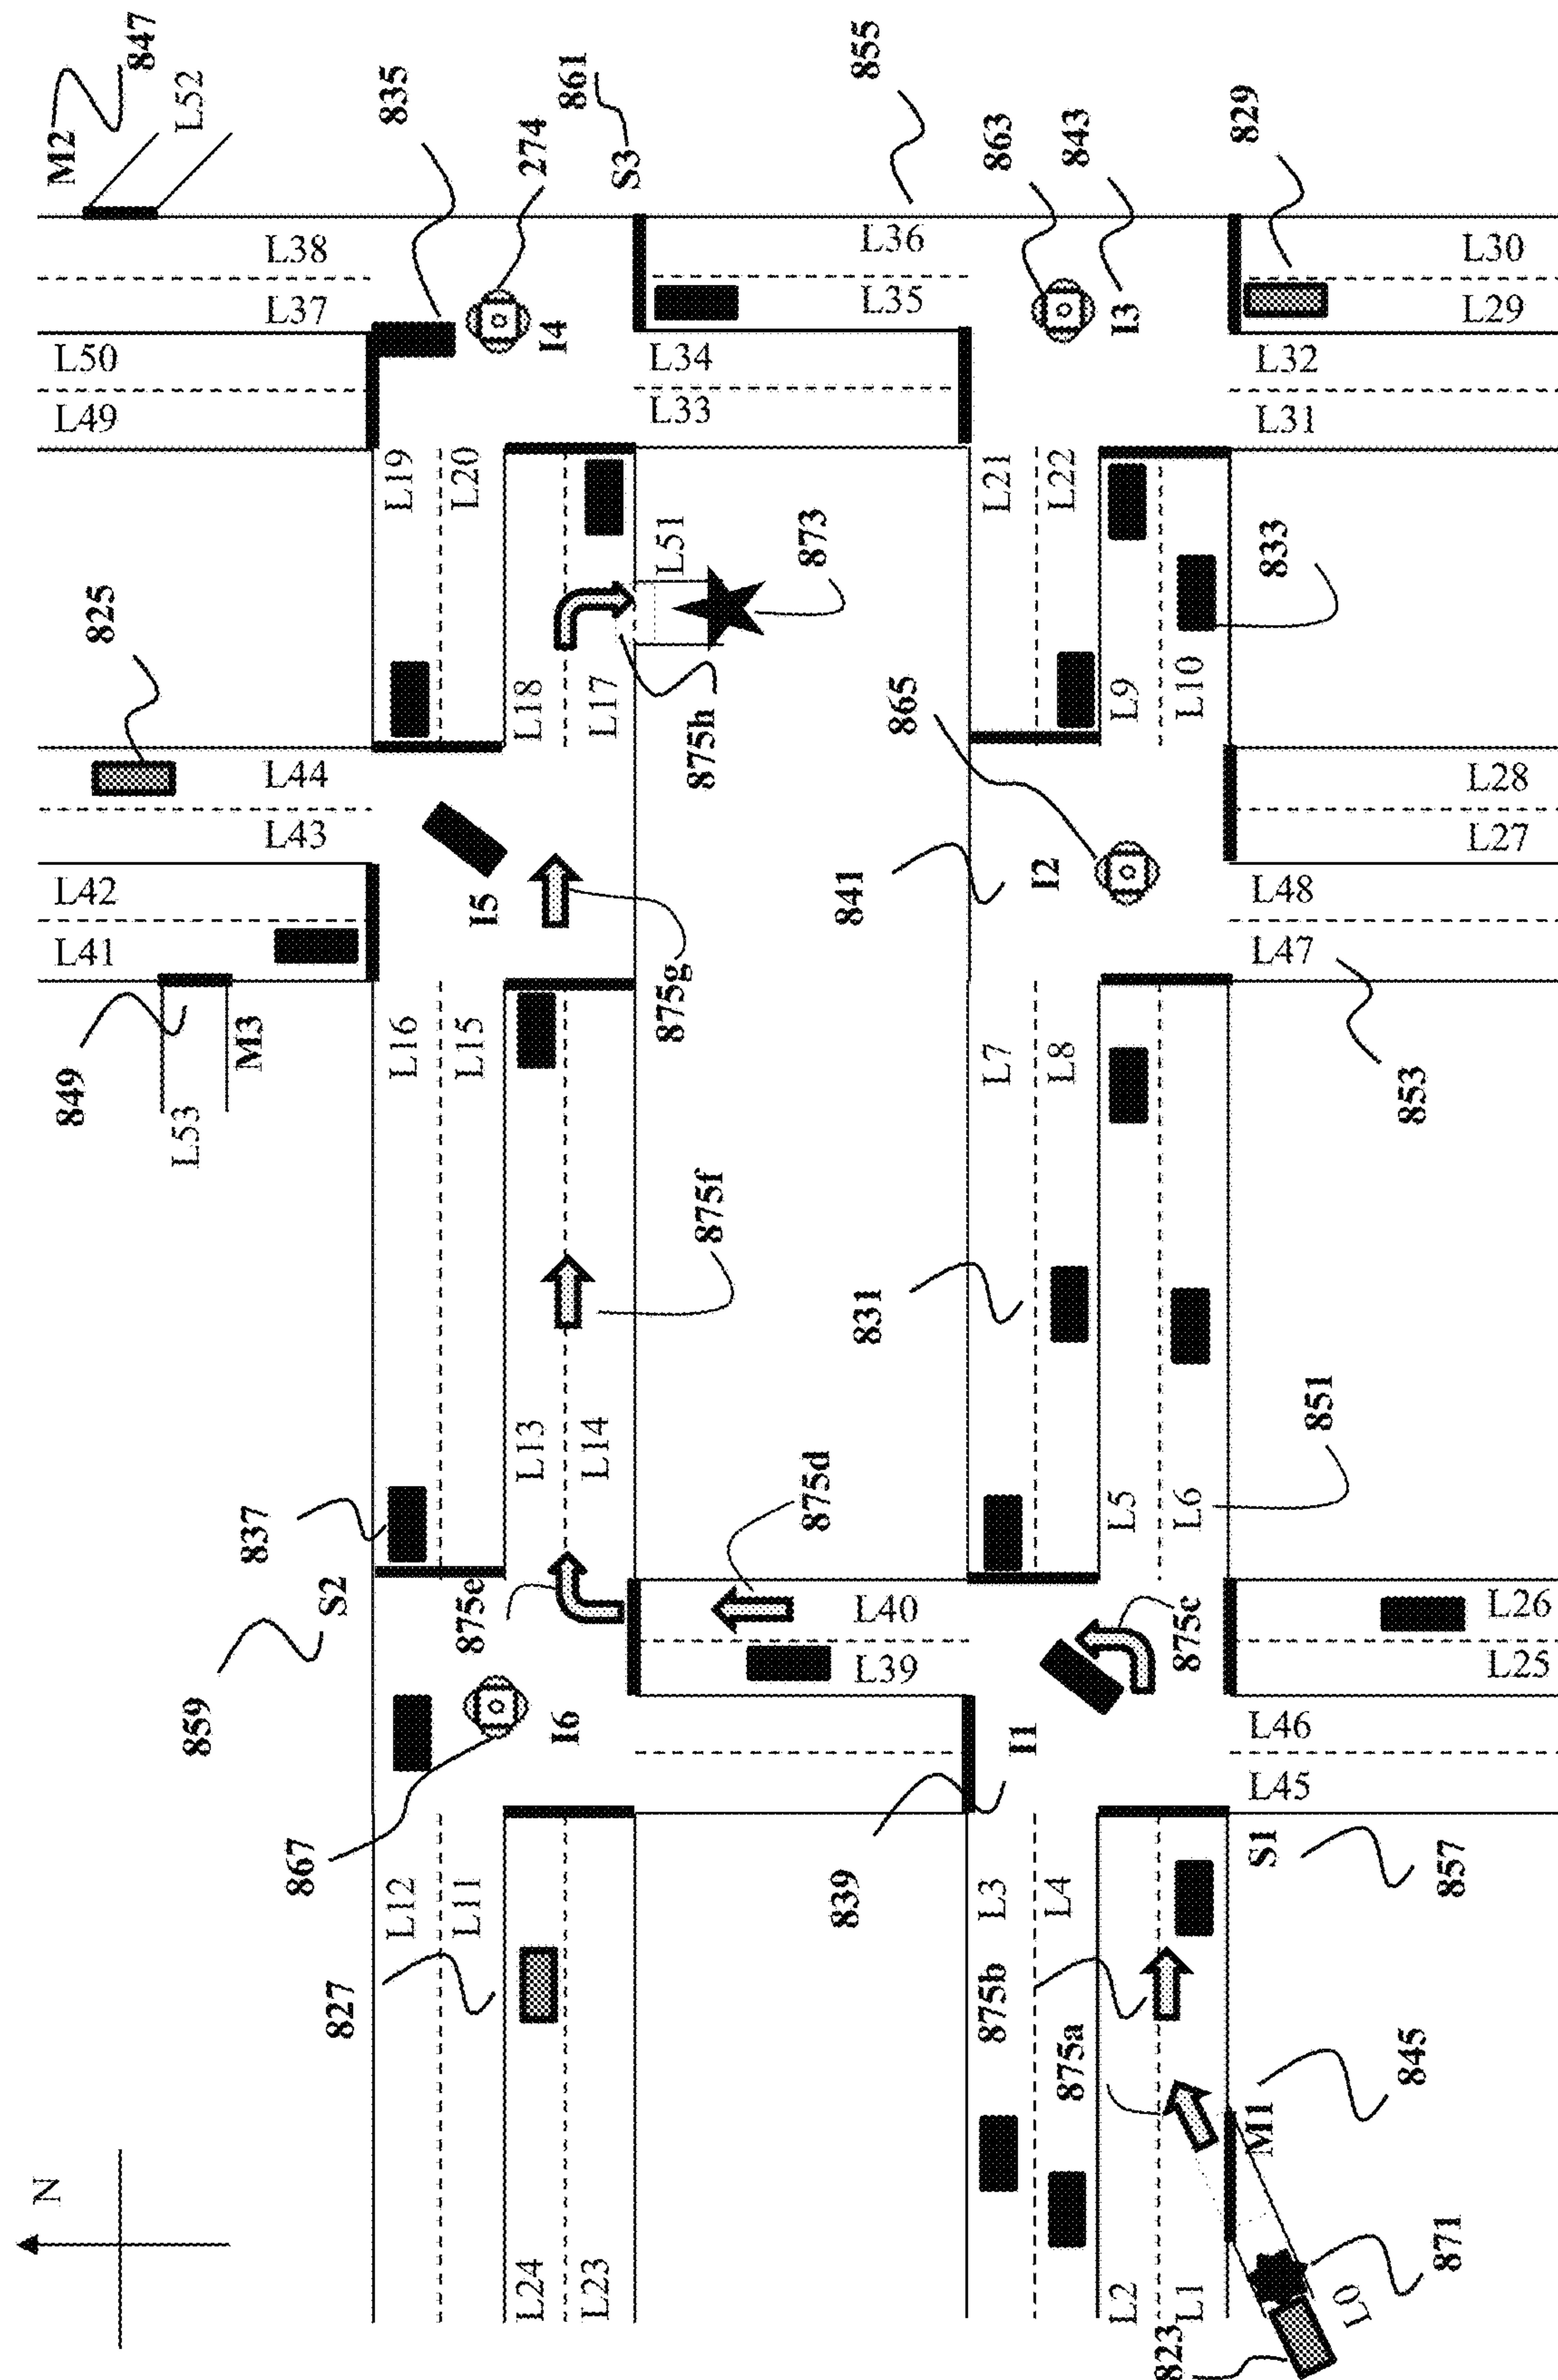 N
M2
847
L52
835
274
861
S3
855
863
843
829
L38
L37
L50
L49
I4
L36
L35
L34
L33
I3
L30
L29
L32
L31
L19
L20
L21
L22
825
L51
873
833
L18
L17
875h
865
L9
L10
L44
L43
L42
L41
I5
875g
841
I2
L28
L27
L48
L47
853
849
L53
M3
L16
L15
L7
L8
875f
831
851
L13
L14
875d
L5
L6
837
S2
875e
L40
L39
875c
L26
L25
859
I6
I1
L46
L45
867
L12
L11
839
L3
L4
S1
857
827
875b
875a
M1
845
L24
L23
L2
L1
L0
871
823